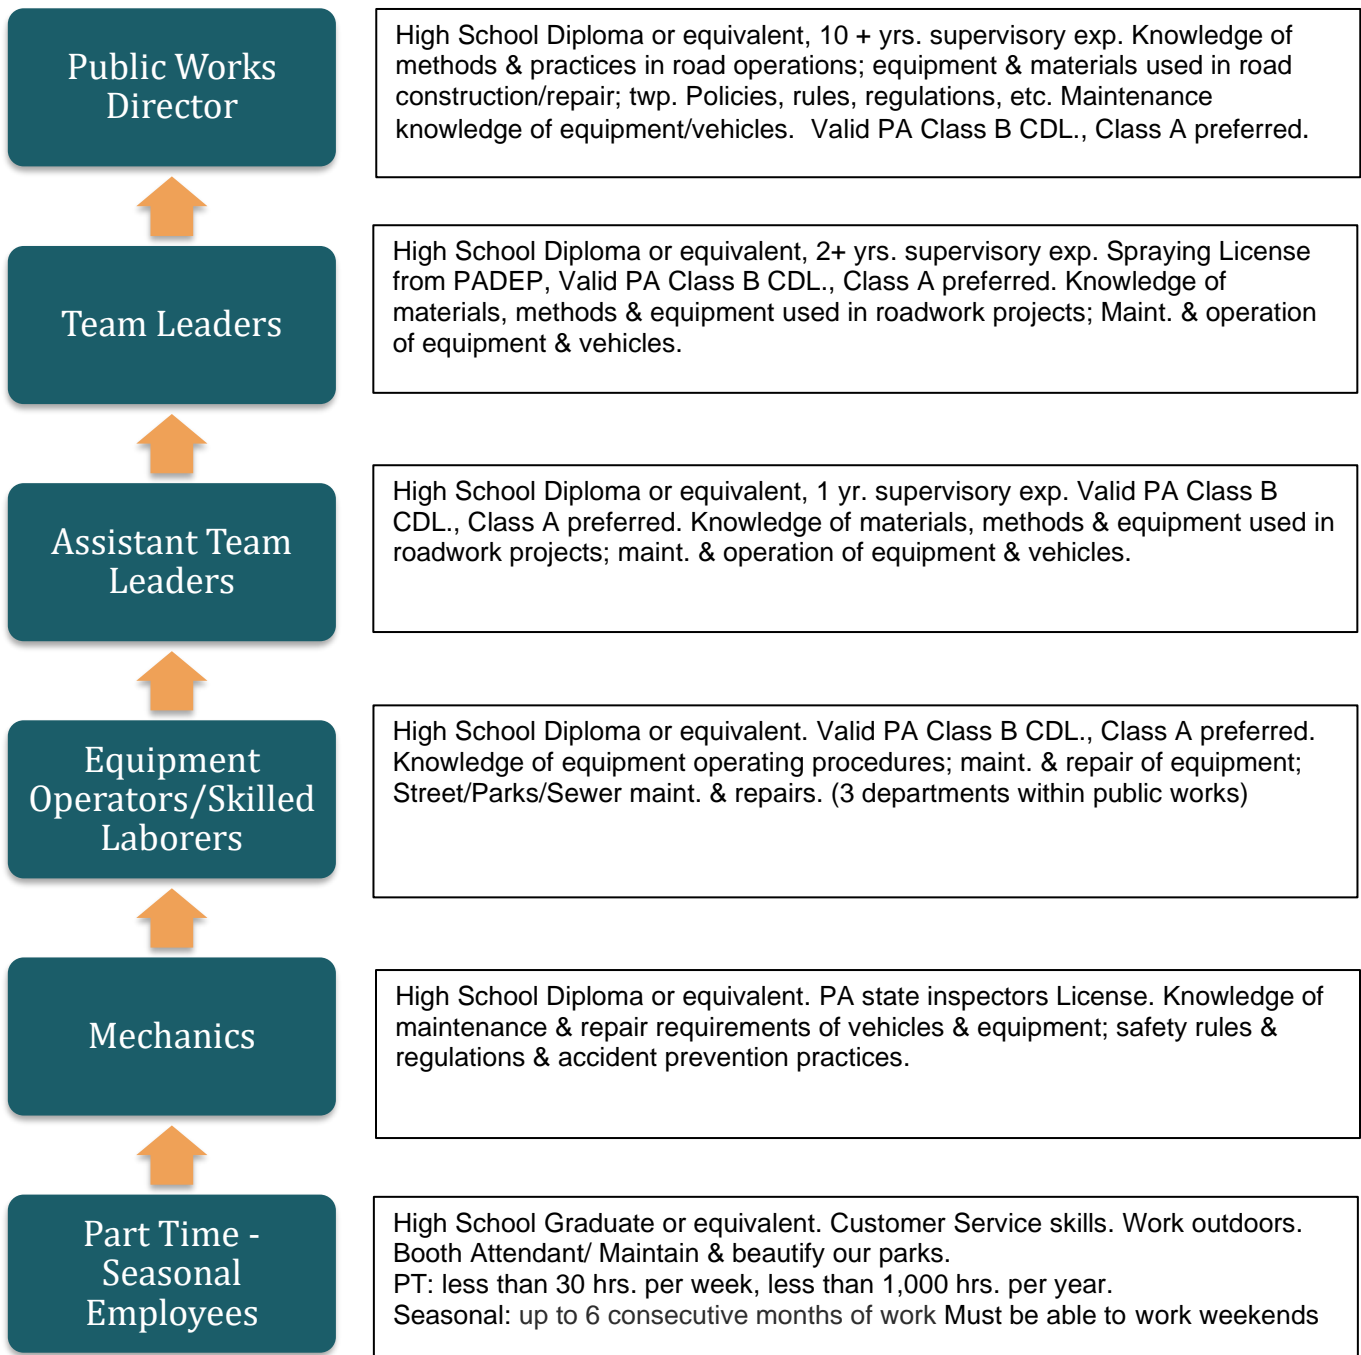 Public Works
Director
High School Diploma or equivalent, 10 + yrs. supervisory exp. Knowledge of
methods & practices in road operations; equipment & materials used in road
construction/repair; twp. Policies, rules, regulations, etc. Maintenance
knowledge of equipment/vehicles. Valid PA Class B CDL., Class A preferred.
Team Leaders
High School Diploma or equivalent, 2+ yrs. supervisory exp. Spraying License
from PADEP, Valid PA Class B CDL., Class A preferred. Knowledge of
materials, methods & equipment used in roadwork projects; Maint. & operation
of equipment & vehicles.
Assistant Team
Leaders
High School Diploma or equivalent, 1 yr. supervisory exp. Valid PA Class B
CDL., Class A preferred. Knowledge of materials, methods & equipment used in
roadwork projects; maint. & operation of equipment & vehicles.
Equipment
Operators/Skilled
Laborers
High School Diploma or equivalent. Valid PA Class B CDL., Class A preferred.
Knowledge of equipment operating procedures; maint. & repair of equipment;
Street/Parks/Sewer maint. & repairs. (3 departments within public works)
Mechanics
High School Diploma or equivalent. PA state inspectors License. Knowledge of
maintenance & repair requirements of vehicles & equipment; safety rules &
regulations & accident prevention practices.
Part Time -
Seasonal
Employees
High School Graduate or equivalent. Customer Service skills. Work outdoors.
Booth Attendant/ Maintain & beautify our parks.
PT: less than 30 hrs. per week, less than 1,000 hrs. per year.
Seasonal: up to 6 consecutive months of work Must be able to work weekends